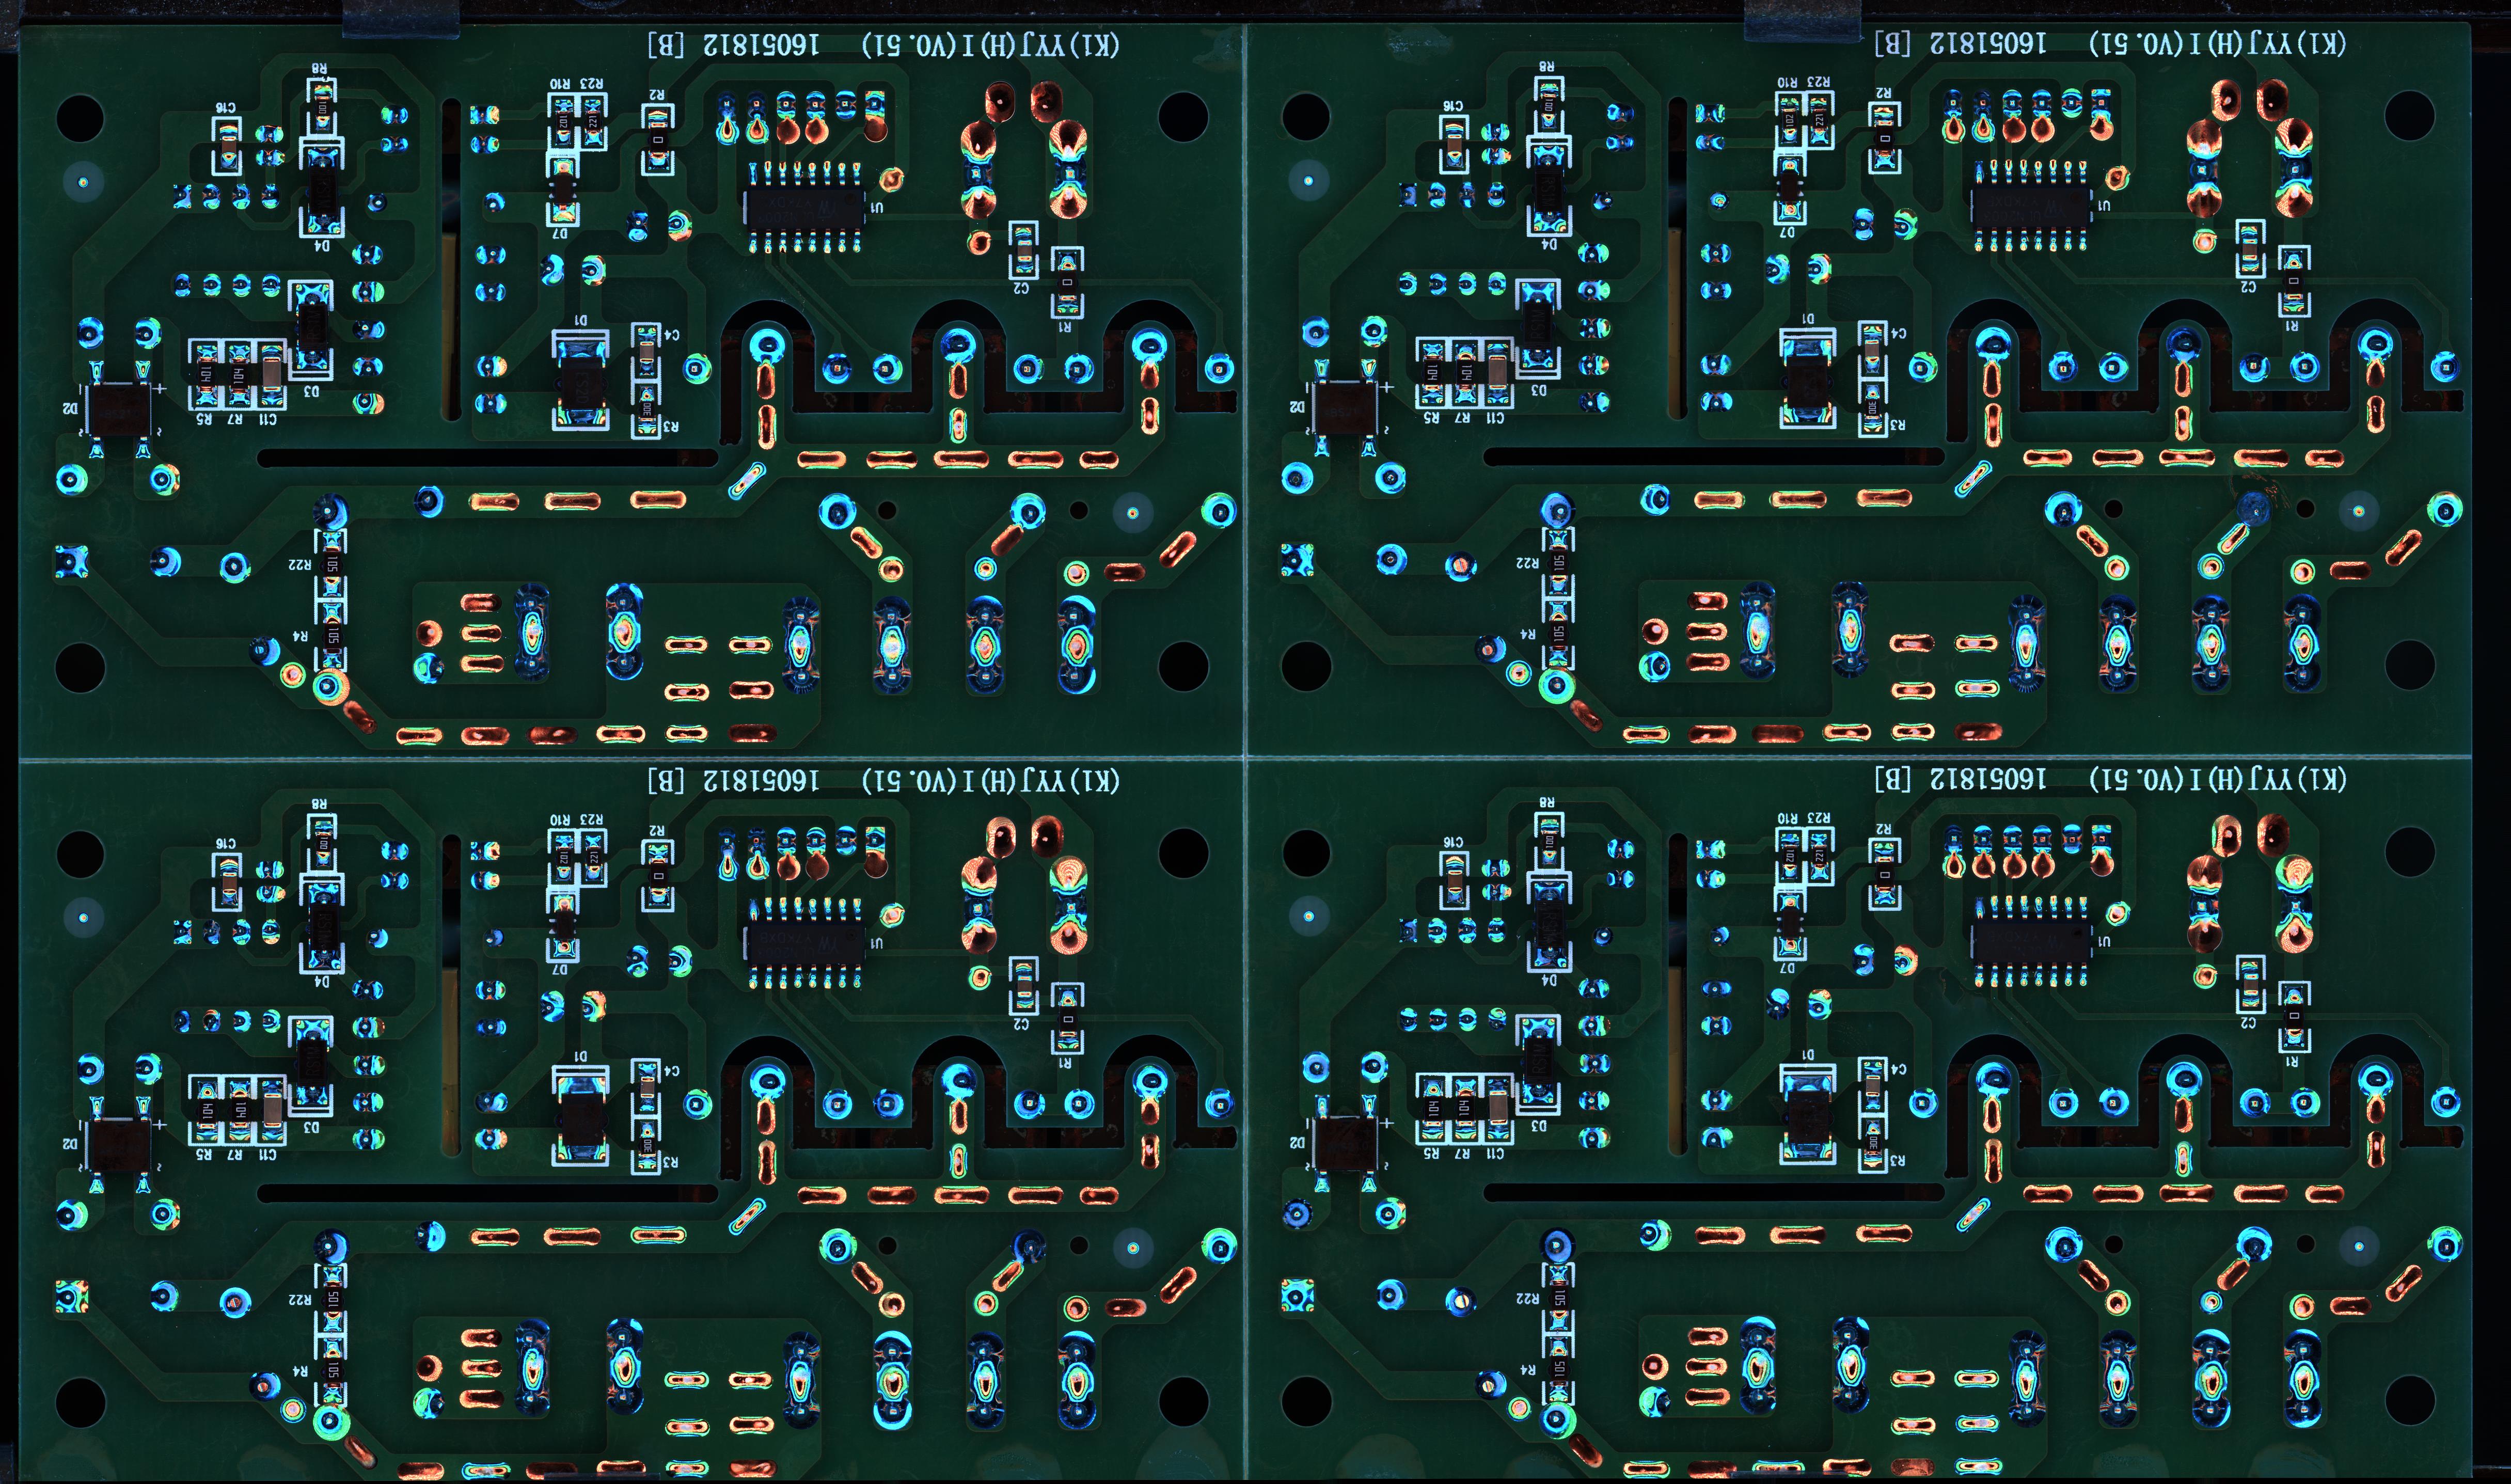 (K1)YYJ(H)I(V0.51) 16051812 [B]
(K1)YYJ(H)I(V0.51) 16051812 [B]
R8
R10 R23
R2
C16
U1
D4
D7
C2
R1
D1
C4
D2
104
104
R5 R7 C11
D3
R3
R22
105
R4
105
R8
R10 R23
R2
C16
102
221
U1
D4
D7
C2
R1
D1
C4
D2
104
104
R5 R7 C11
D3
R3
R22
105
R4
105
(K1)YYJ(H)I(V0.51) 16051812 [B]
(K1)YYJ(H)I(V0.51) 16051812 [B]
R8
R10 R23
R2
C16
U1
D4
D7
C2
R1
D1
C4
D2
104
104
R5 R7 C11
D3
R3
R22
105
R4
105
R8
R10 R23
R2
C16
U1
D4
D7
C2
R1
D1
C4
D2
104
104
R5 R7 C11
D3
R3
R22
105
R4
105